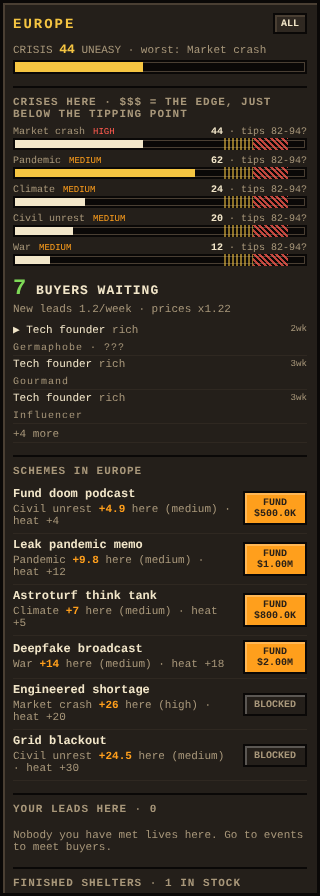 EUROPE
ALL
CRISIS 44 UNEASY · worst: Market crash
CRISES HERE · $$$ = THE EDGE, JUST
BELOW THE TIPPING POINT
Market crash HIGH 44 · tips 82-94?
Pandemic MEDIUM 62 · tips 82-94?
Climate MEDIUM 24 · tips 82-94?
Civil unrest MEDIUM 20 · tips 82-94?
War MEDIUM 12 · tips 82-94?
7 BUYERS WAITING
New leads 1.2/week · prices x1.22
▶ Tech founder rich 2wk
Germaphobe · ???
Tech founder rich 3wk
Gourmand
Tech founder rich 3wk
Influencer
+4 more
SCHEMES IN EUROPE
Fund doom podcast
Civil unrest +4.9 here (medium) ·
heat +4
FUND
$500.0K
Leak pandemic memo
Pandemic +9.8 here (medium) ·
heat +12
FUND
$1.00M
Astroturf think tank
Climate +7 here (medium) · heat
+5
FUND
$800.0K
Deepfake broadcast
War +14 here (medium) · heat +18
FUND
$2.00M
Engineered shortage
Market crash +26 here (high) ·
heat +20
BLOCKED
Grid blackout
Civil unrest +24.5 here (medium)
· heat +30
BLOCKED
YOUR LEADS HERE · 0
Nobody you have met lives here. Go to events
to meet buyers.
FINISHED SHELTERS · 1 IN STOCK